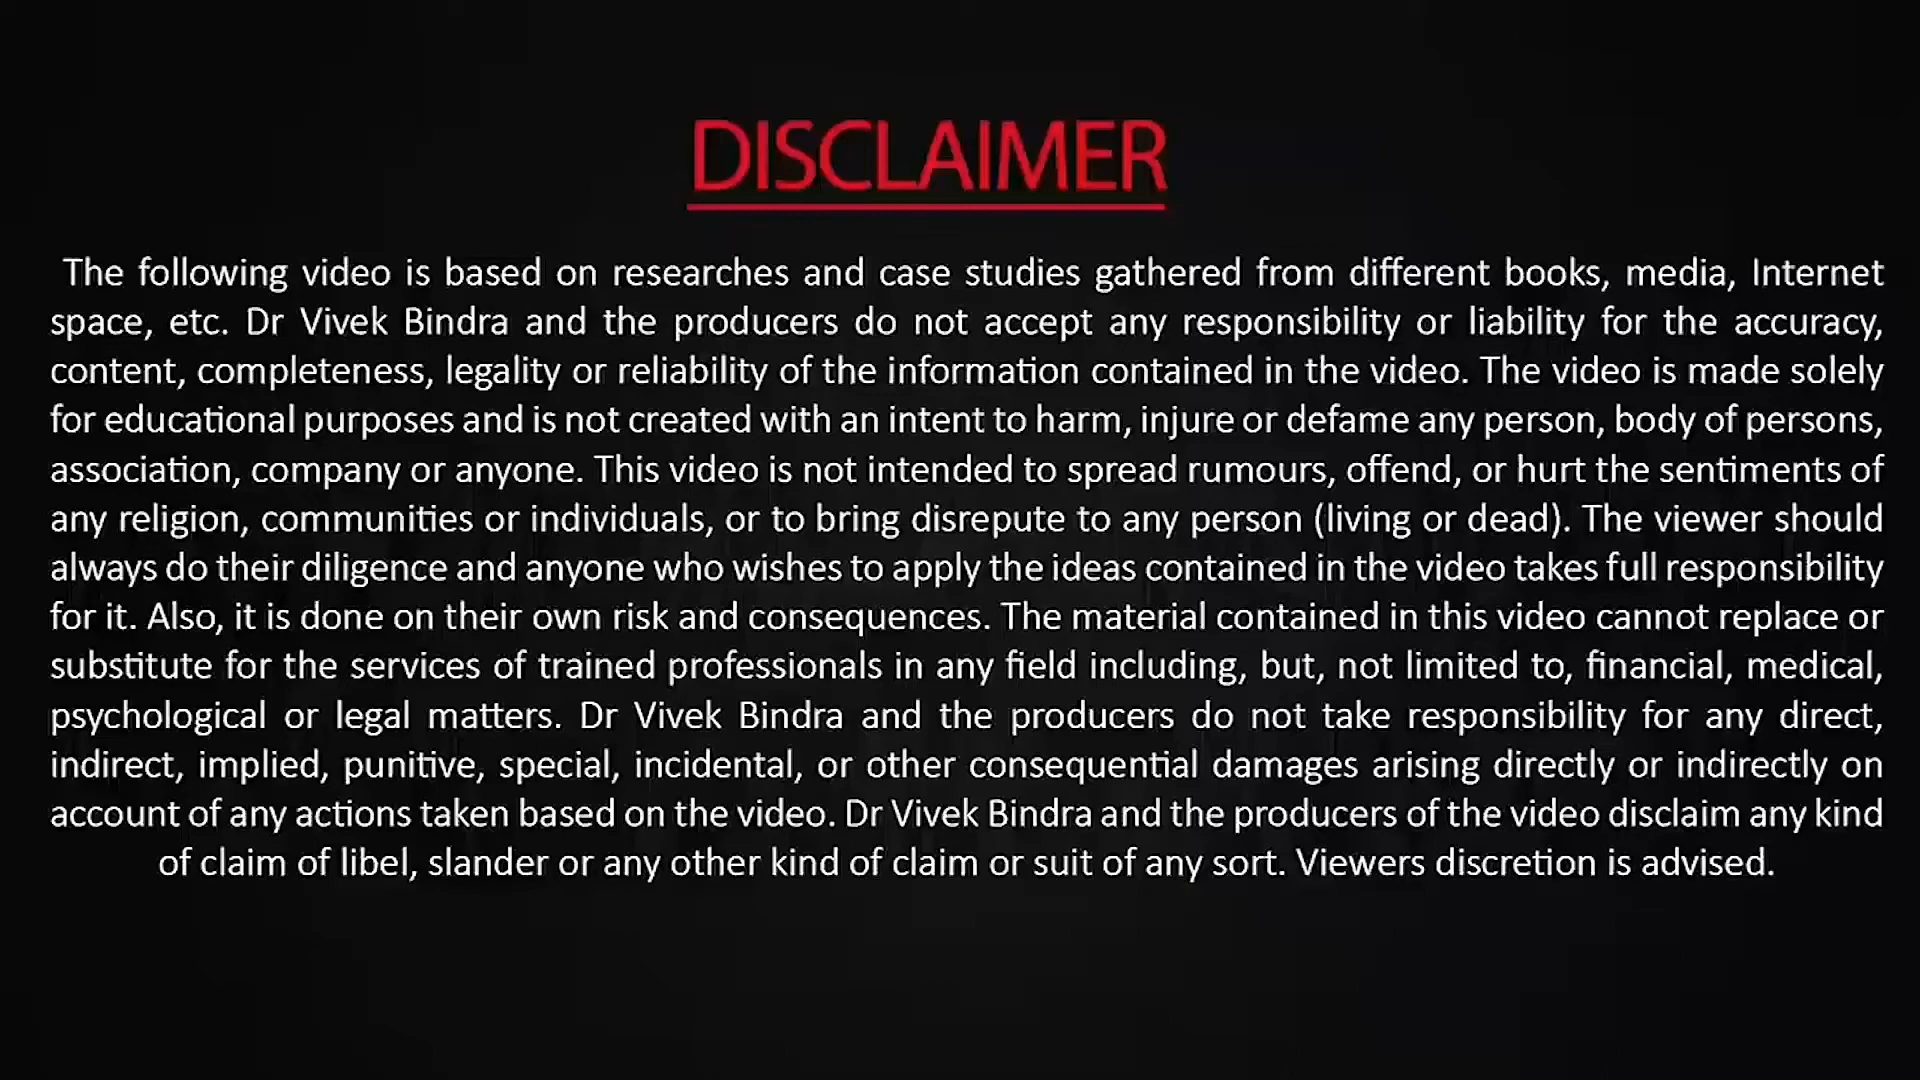 DISCLAIMER
The following video is based on researches and case studies gathered from different books, media, Internet
space, etc. Dr Vivek Bindra and the producers do not accept any responsibility or liability for the accuracy,
content, completeness, legality or reliability of the information contained in the video. The video is made solely
for educational purposes and is not created with an intent to harm, injure or defame any person, body of persons,
association, company or anyone. This video is not intended to spread rumours, offend, or hurt the sentiments of
any religion, communities or individuals, or to bring disrepute to any person (living or dead). The viewer should
always do their diligence and anyone who wishes to apply the ideas contained in the video takes full responsibility
for it. Also, it is done on their own risk and consequences. The material contained in this video cannot replace or
substitute for the services of trained professionals in any field including, but, not limited to, financial, medical,
psychological or legal matters. Dr Vivek Bindra and the producers do not take responsibility for any direct,
indirect, implied, punitive, special, incidental, or other consequential damages arising directly or indirectly on
account of any actions taken based on the video. Dr Vivek Bindra and the producers of the video disclaim any kind
of claim of libel, slander or any other kind of claim or suit of any sort. Viewers discretion is advised.